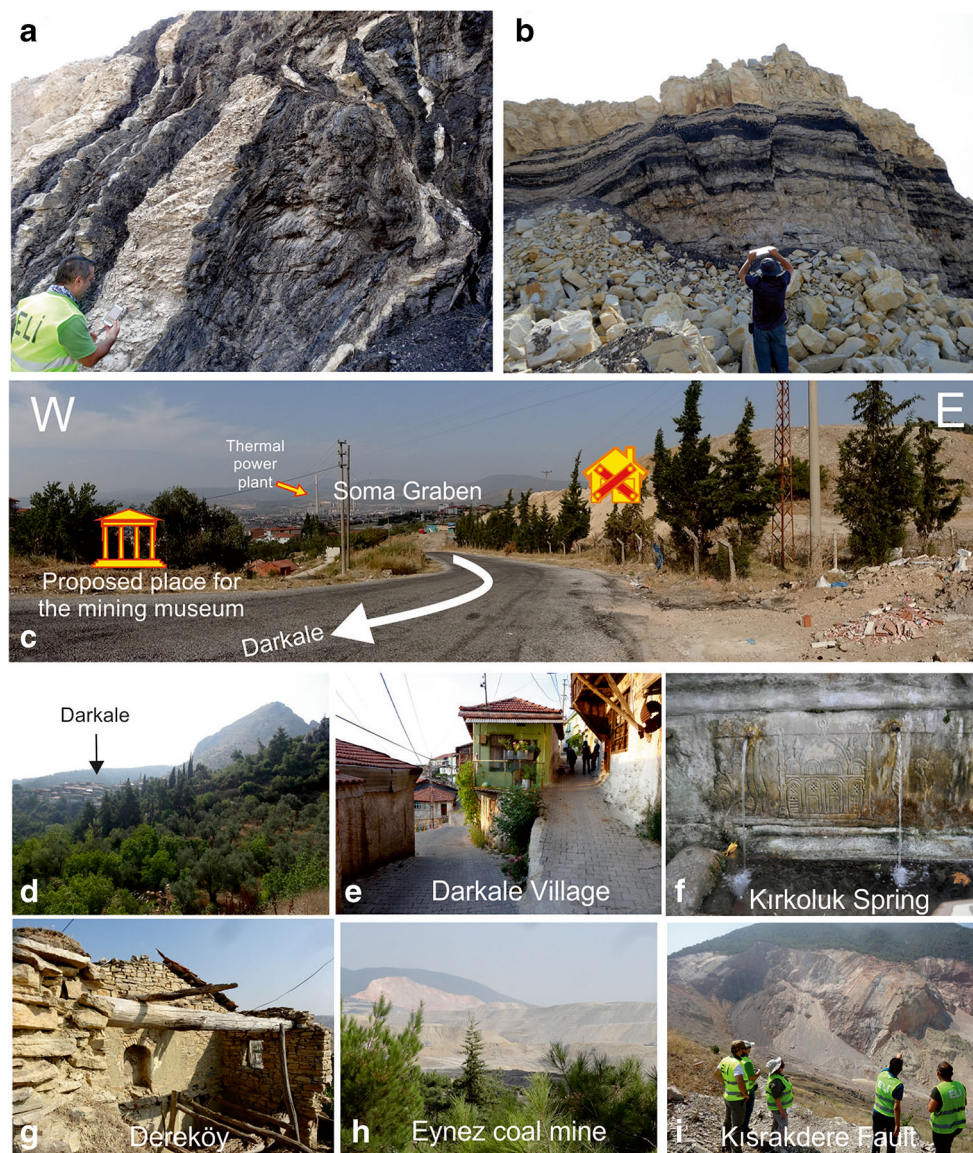 a
b
ELİ
W
E
Thermal
power
plant
Soma Graben
Proposed place for
the mining museum
Darkale
c
Darkale
d
e
Darkale Village
f
Kırkoluk Spring
g
Dereköy
h
Eynez coal mine
i
Kısrakdere Fault